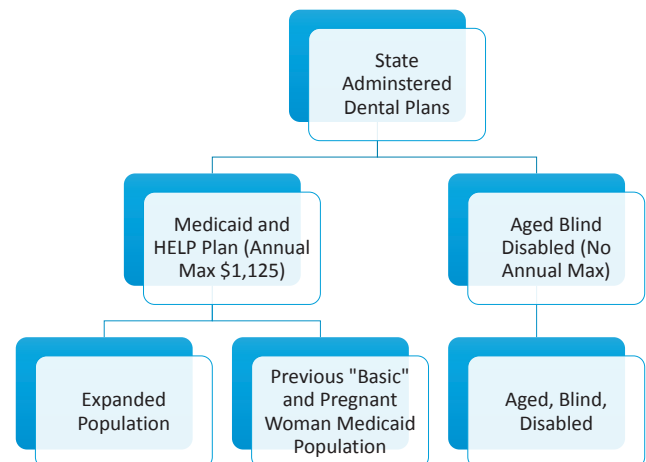 State
Adminstered
Dental Plans
Medicaid and
HELP Plan (Annual
Max $1,125)
Aged Blind
Disabled (No
Annual Max)
Expanded
Population
Previous "Basic"
and Pregnant
Woman Medicaid
Population
Aged, Blind,
Disabled